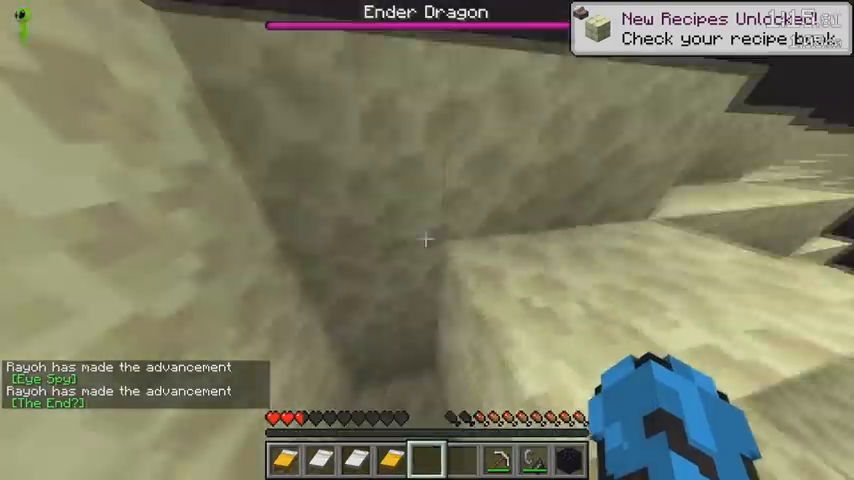 Ender Dragon
New Recipes Unlocked!
Check your recipe book
Rayoh has made the advancement
[Eye Spy]
Rayoh has made the advancement
[The End?]